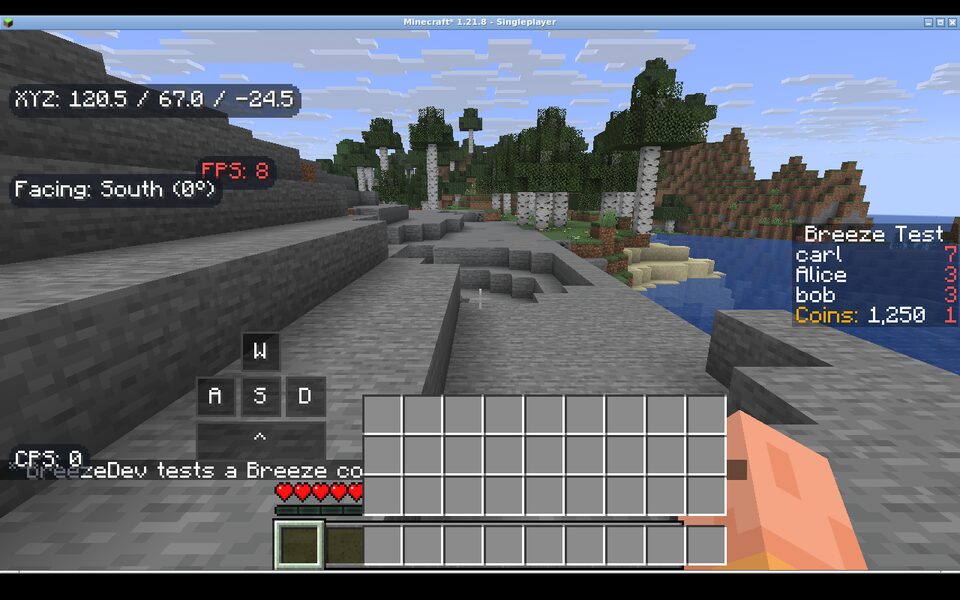 Minecraft* 1.21.8 - Singleplayer
XYZ: 120.5 / 67.0 / -24.5
FPS: 8
Facing: South (0°)
Breeze Test
carl 7
Alice 3
bob 3
Coins: 1,250 1
W
A S D
^
CPS: 0
* BreezeDev tests a Breeze co